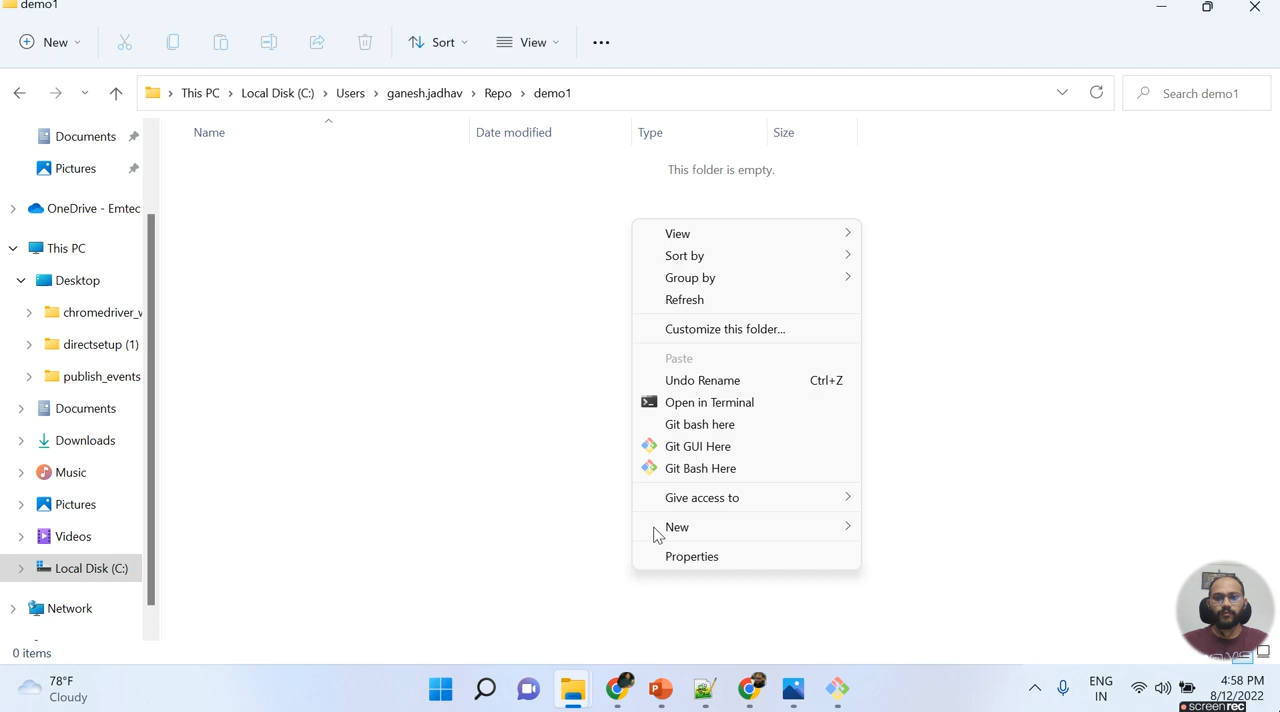 demo1
New
Sort
View
This PC
Local Disk (C:)
Users
ganesh.jadhav
Repo
demo1
Search demo1
Name
Date modified
Type
Size
This folder is empty.
Documents
Pictures
OneDrive - Emtec
This PC
Desktop
chromedriver_
directsetup (1)
publish_events
Documents
Downloads
Music
Pictures
Videos
Local Disk (C:)
Network
View
Sort by
Group by
Refresh
Customize this folder...
Paste
Undo Rename Ctrl+Z
Open in Terminal
Git bash here
Git GUI Here
Git Bash Here
Give access to
New
Properties
0 items
78°F
Cloudy
ENG
IN
4:58 PM
8/12/2022
screenrec